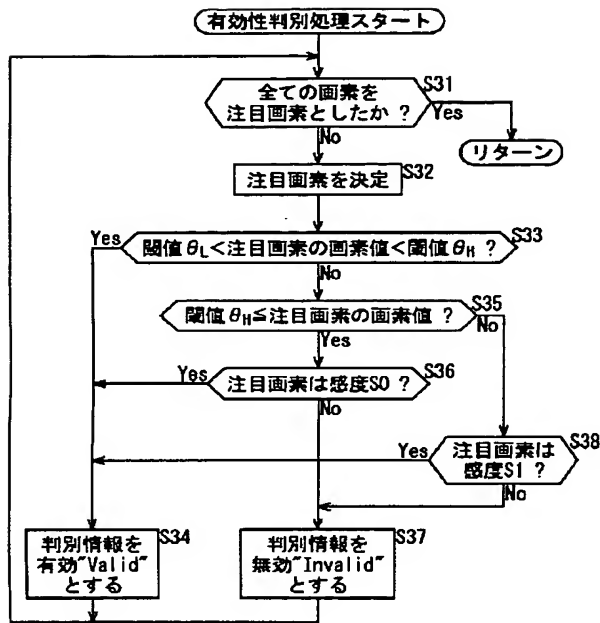 有効性判別処理スタート
S31
全ての画素を
注目画素としたか ?
Yes
No
リターン
S32
注目画素を決定
S33
Yes
閾値θL<注目画素の画素値<閾値θH ?
No
S35
閾値θH≦注目画素の画素値 ?
No
Yes
S36
Yes
注目画素は感度S0 ?
No
S38
Yes
注目画素は
感度S1 ?
No
S34
判別情報を
有効"Valid"
とする
S37
判別情報を
無効"Invalid"
とする